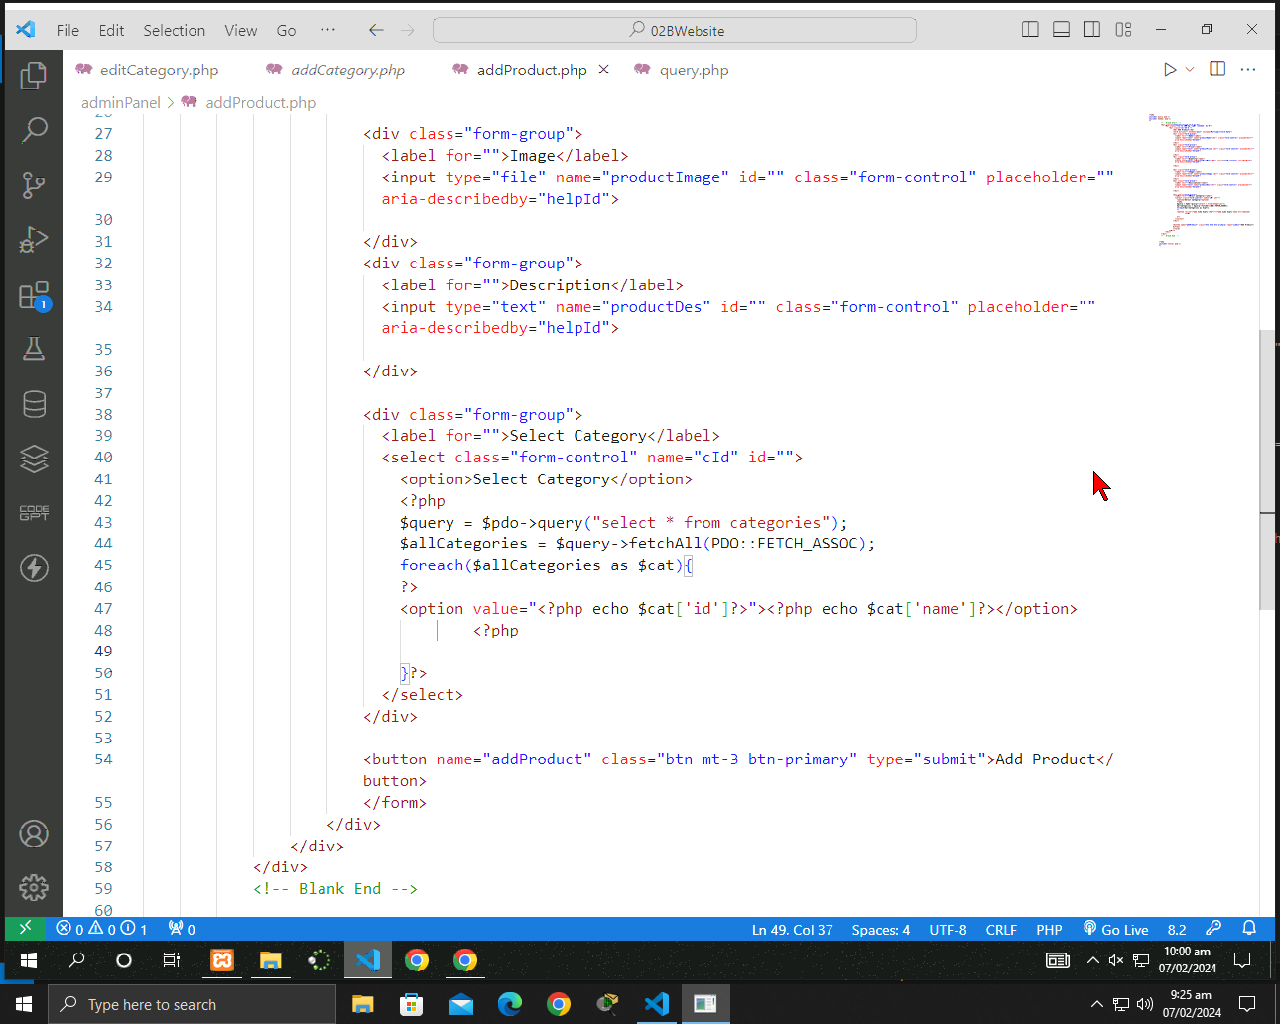 File Edit Selection View Go ··· 02BWebsite
editCategory.php addCategory.php addProduct.php query.php
adminPanel > addProduct.php
27 <div class="form-group">
28 <label for="">Image</label>
29 <input type="file" name="productImage" id="" class="form-control" placeholder=""
aria-describedby="helpId">
30
31 </div>
32 <div class="form-group">
33 <label for="">Description</label>
34 <input type="text" name="productDes" id="" class="form-control" placeholder=""
aria-describedby="helpId">
35
36 </div>
37
38 <div class="form-group">
39 <label for="">Select Category</label>
40 <select class="form-control" name="cId" id="">
41 <option>Select Category</option>
42 <?php
43 $query = $pdo->query("select * from categories");
44 $allCategories = $query->fetchAll(PDO::FETCH_ASSOC);
45 foreach($allCategories as $cat){
46 ?>
47 <option value="<?php echo $cat['id']?>"><?php echo $cat['name']?></option>
48 <?php
49
50 }?>
51 </select>
52 </div>
53
54 <button name="addProduct" class="btn mt-3 btn-primary" type="submit">Add Product</
button>
55 </form>
56 </div>
57 </div>
58 </div>
59 <!-- Blank End -->
60
CODE
GPT
1
0 0 1 0 Ln 49, Col 37 Spaces: 4 UTF-8 CRLF PHP Go Live 8.2
10:00 am
07/02/2021
Type here to search
9:25 am
07/02/2024